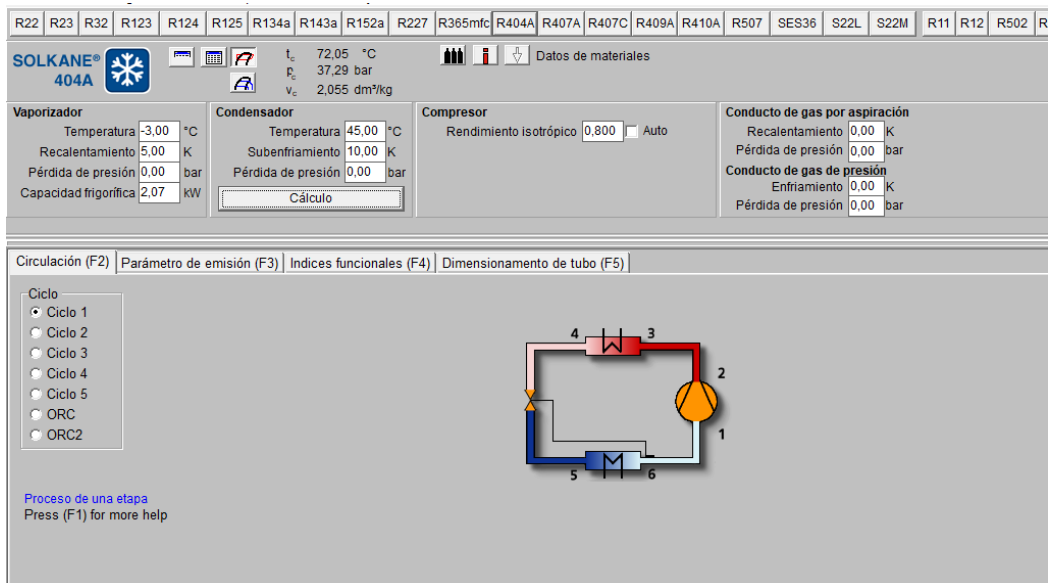 R22 R23 R32 R123 R124 R125 R134a R143a R152a R227 R365mfc R404A R407A R407C R409A R410A R507 SES36 S22L S22M R11 R12 R502
SOLKANE®
404A
tc 72,05 °C
pc 37,29 bar
vc 2,055 dm³/kg
Datos de materiales
Vaporizador
Temperatura -3,00 °C
Recalentamiento 5,00 K
Pérdida de presión 0,00 bar
Capacidad frigorífica 2,07 kW
Condensador
Temperatura 45,00 °C
Subenfriamiento 10,00 K
Pérdida de presión 0,00 bar
Cálculo
Compresor
Rendimiento isotrópico 0,800 Auto
Conducto de gas por aspiración
Recalentamiento 0,00 K
Pérdida de presión 0,00 bar
Conducto de gas de presión
Enfriamiento 0,00 K
Pérdida de presión 0,00 bar
Circulación (F2) Parámetro de emisión (F3) Indices funcionales (F4) Dimensionamento de tubo (F5)
Ciclo
Ciclo 1
Ciclo 2
Ciclo 3
Ciclo 4
Ciclo 5
ORC
ORC2
4 3
2
1
5 6
Proceso de una etapa
Press (F1) for more help